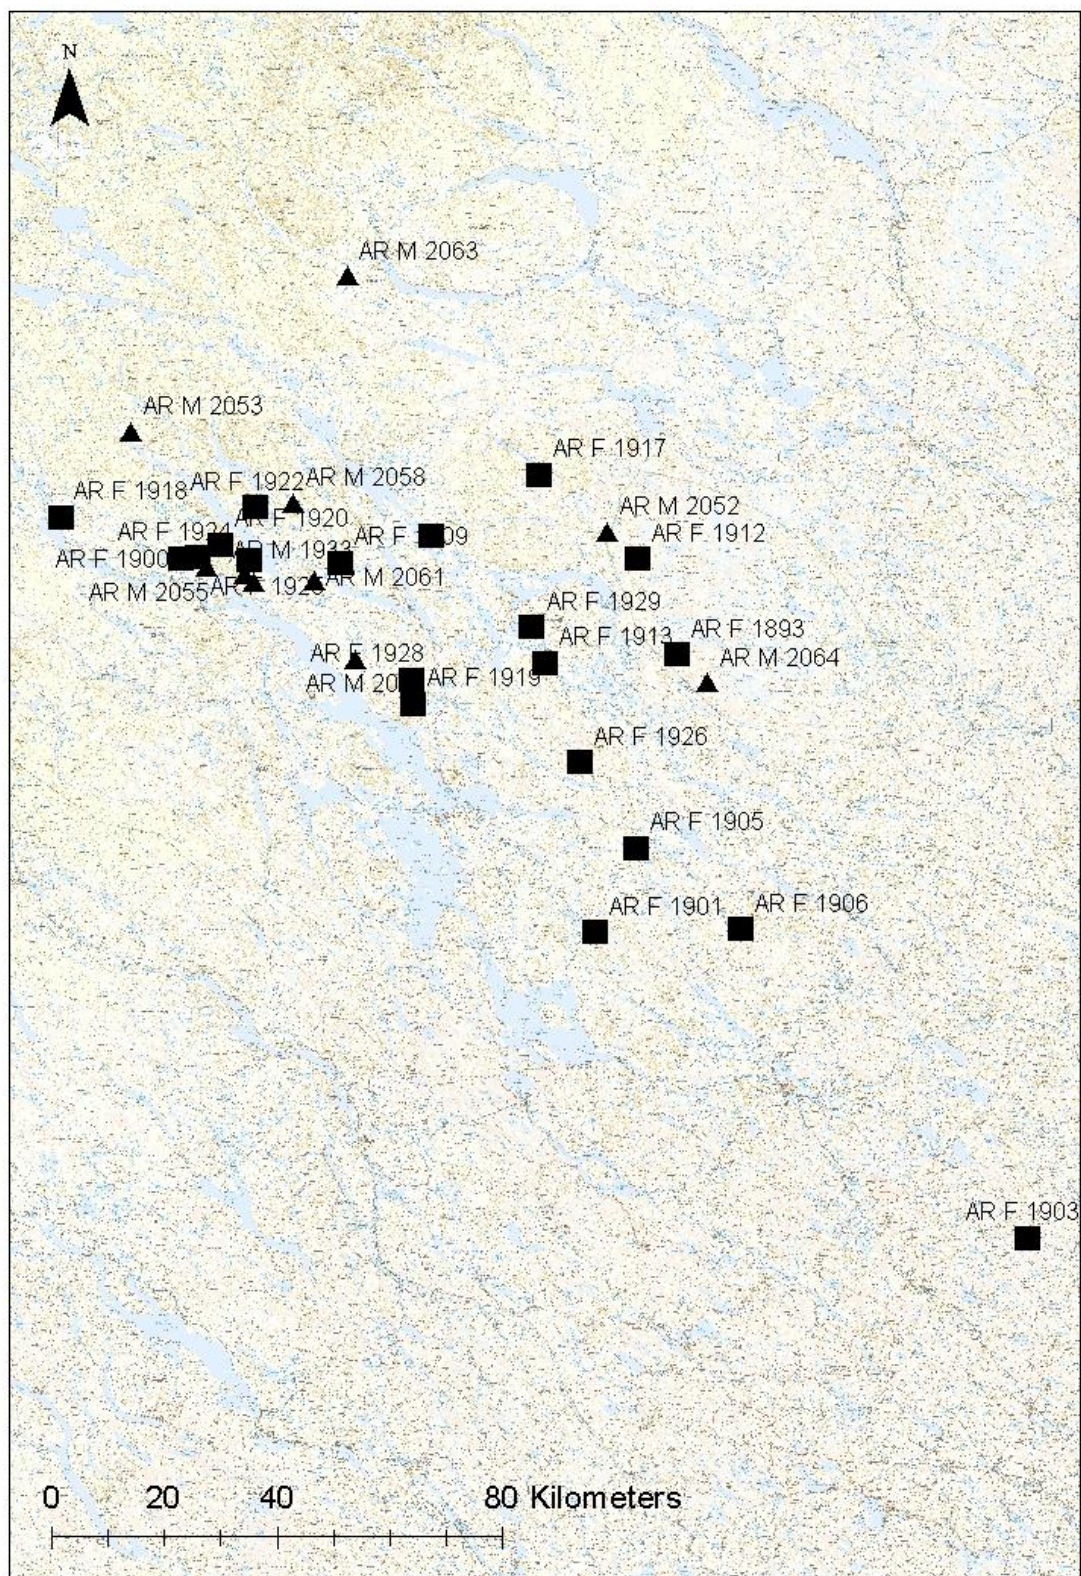 N
AR M 2063
AR M 2053
AR F 1917
AR F 1922
AR M 2058
AR F 1918
AR M 2052
AR F 1920
AR F 1912
AR F
AR F 1900
AR M 1933
AR M 2061
AR M 2055
AR F 1929
AR F 1913
AR F 1893
AR F 1928
AR M 2064
AR F 1919
AR F 1926
AR F 1905
AR F 1901
AR F 1906
AR F 1903
0 20 40 80 Kilometers